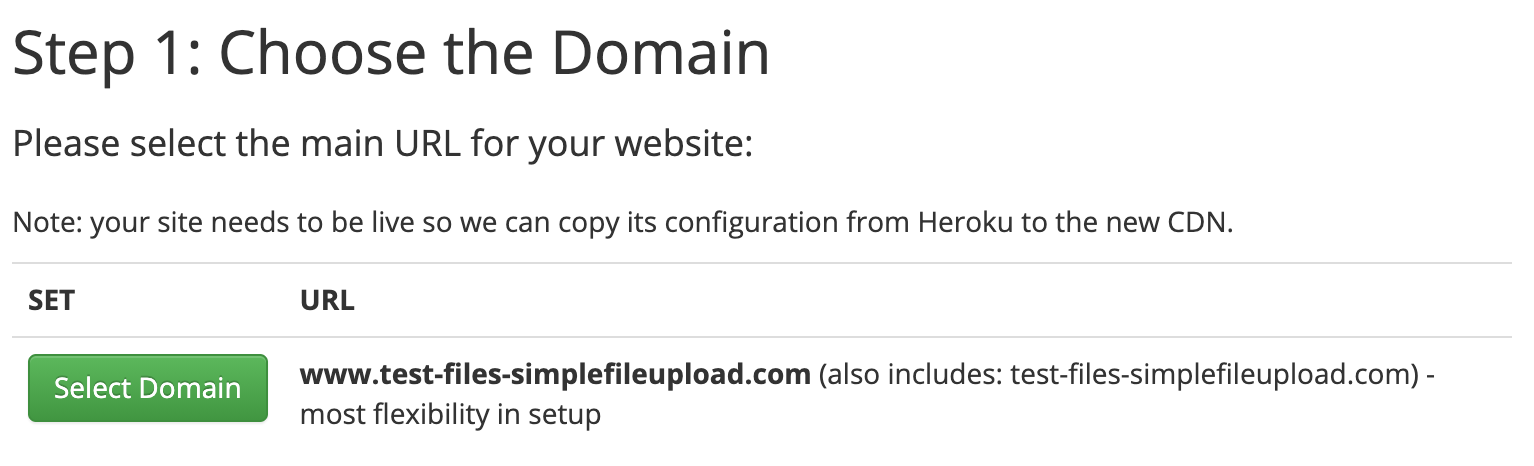 Step 1: Choose the Domain
Please select the main URL for your website:
Note: your site needs to be live so we can copy its configuration from Heroku to the new CDN.
SET URL
Select Domain www.test-files-simplefileupload.com (also includes: test-files-simplefileupload.com) -
most flexibility in setup